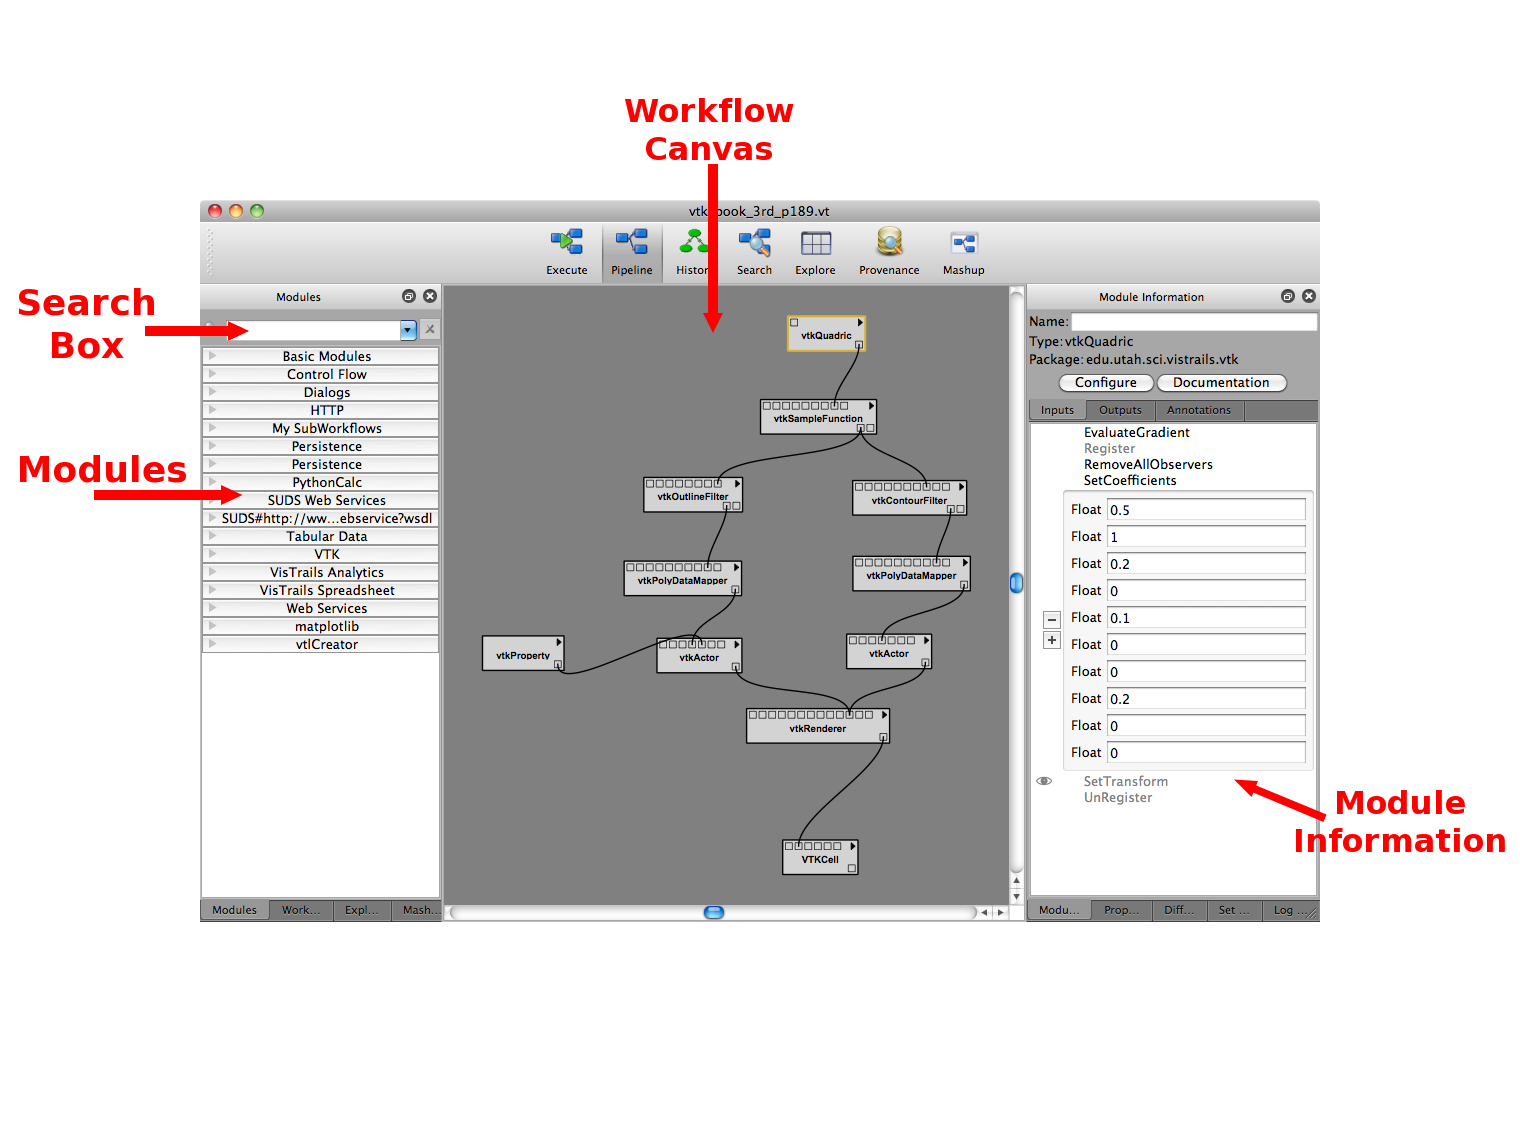 Workflow
Canvas
vtk_book_3rd_p189.vt
Execute
Pipeline
History
Search
Explore
Provenance
Mashup
Search
Box
Modules
Modules
Basic Modules
Control Flow
Dialogs
HTTP
My SubWorkflows
Persistence
Persistence
PythonCalc
SUDS Web Services
SUDS#http://ww...ebservice?wsdl
Tabular Data
VTK
VisTrails Analytics
VisTrails Spreadsheet
Web Services
matplotlib
vtlCreator
Modules
Work...
Expl...
Mash...
vtkQuadric
vtkSampleFunction
vtkOutlineFilter
vtkContourFilter
vtkPolyDataMapper
vtkPolyDataMapper
vtkProperty
vtkActor
vtkActor
vtkRenderer
VTKCell
Module Information
Name:
Type: vtkQuadric
Package: edu.utah.sci.vistrails.vtk
Configure
Documentation
Inputs
Outputs
Annotations
EvaluateGradient
Register
RemoveAllObservers
SetCoefficients
Float 0.5
Float 1
Float 0.2
Float 0
Float 0.1
Float 0
Float 0
Float 0.2
Float 0
Float 0
SetTransform
UnRegister
Modu...
Prop...
Diff...
Set ...
Log ...
Module
Information